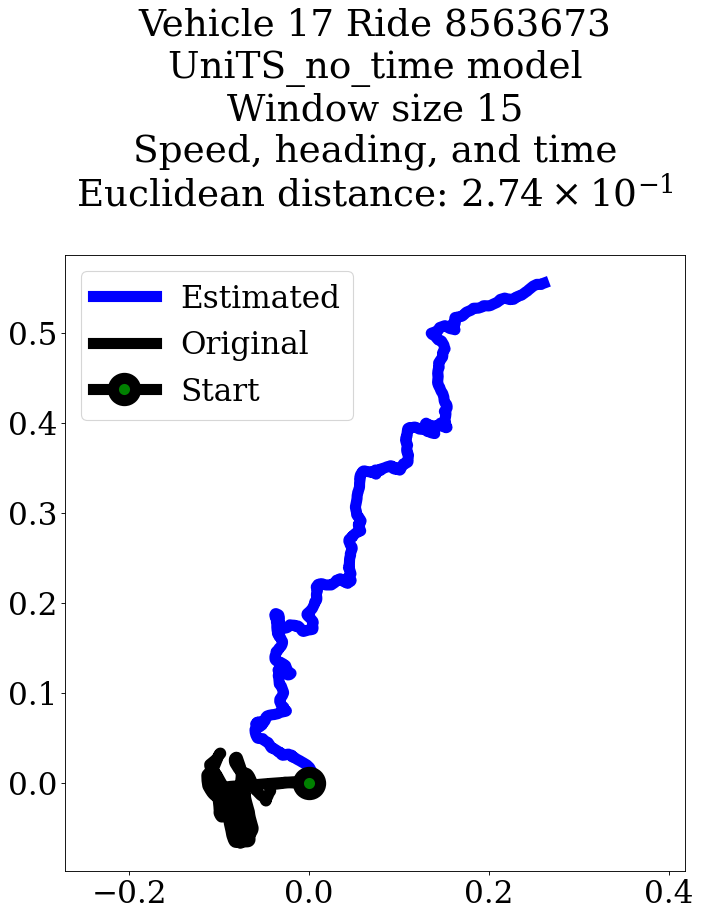 Vehicle 17 Ride 8563673
UniTS_no_time model
Window size 15
Speed, heading, and time
Euclidean distance: 2.74 × 10⁻¹
Estimated
Original
Start
0.5
0.4
0.3
0.2
0.1
0.0
−0.2 0.0 0.2 0.4